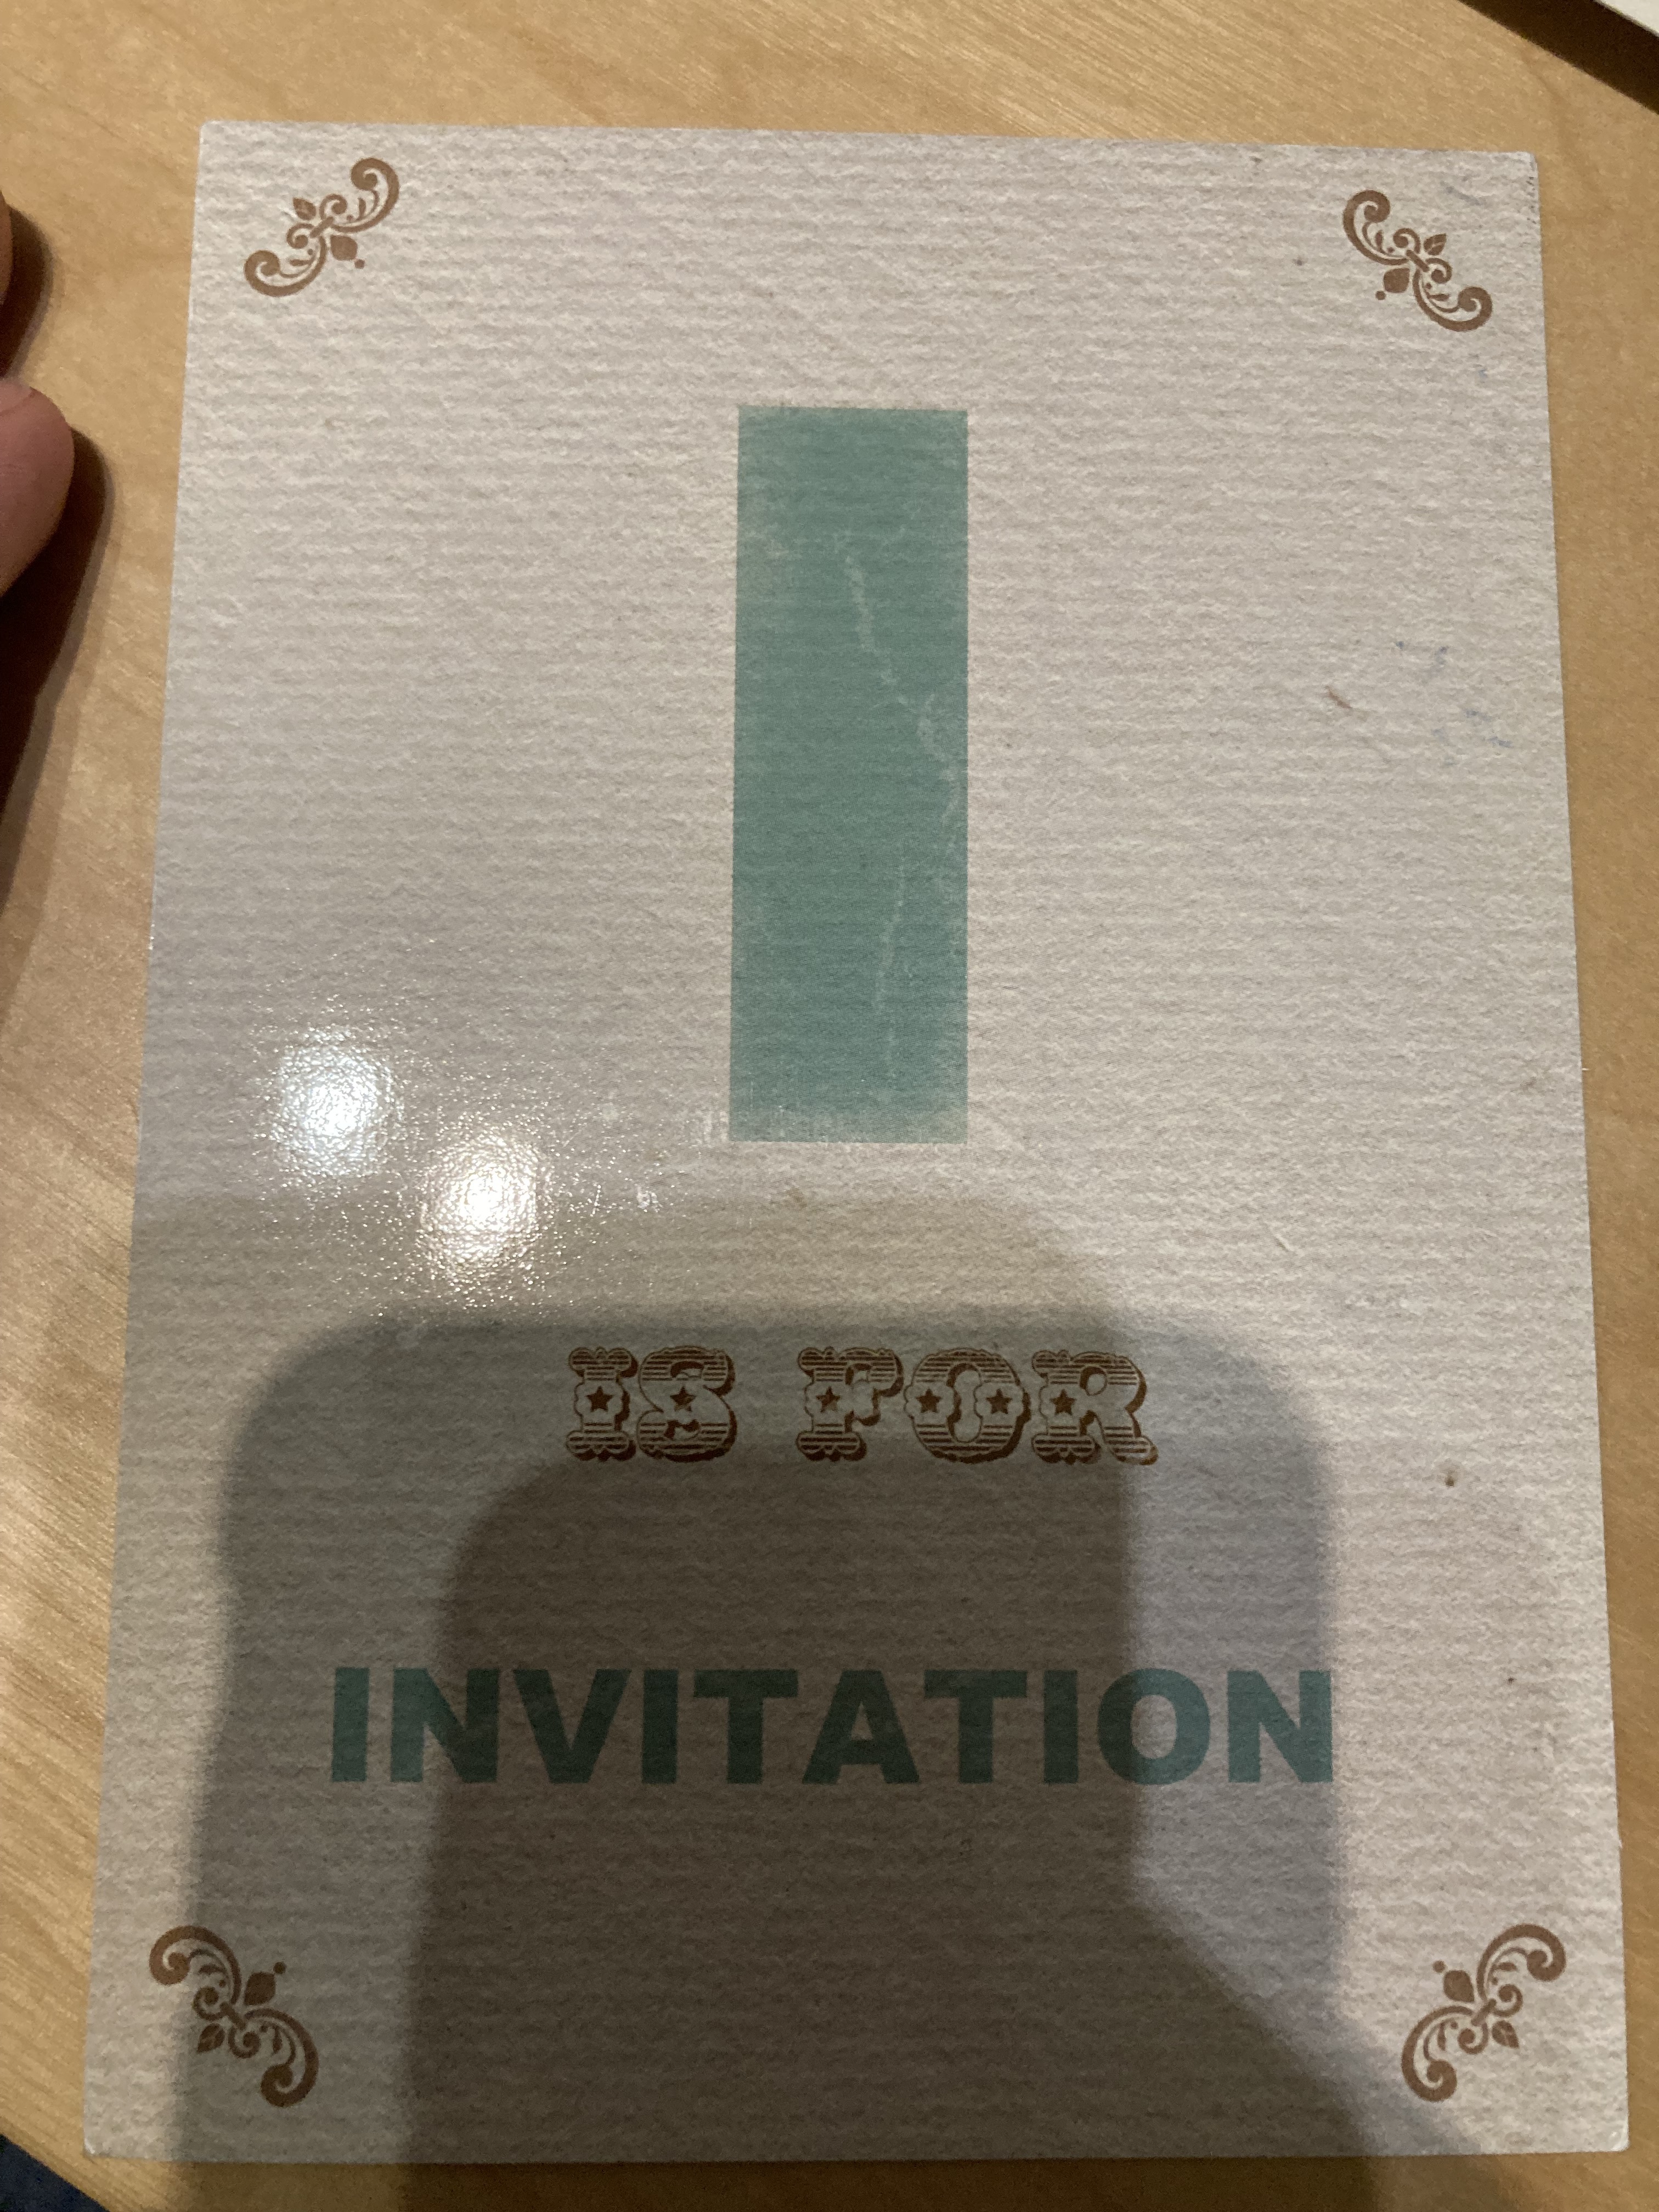 I
IS FOR
INVITATION